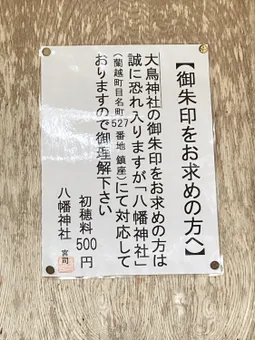 【御朱印をお求めの方へ】
大鳥神社の御朱印をお求めの方は
誠に恐れ入りますが「八幡神社」
（蘭越町目名町527番地 鎮座）にて対応して
おりますので御理解下さい
初穂料500円
八幡神社 宮司